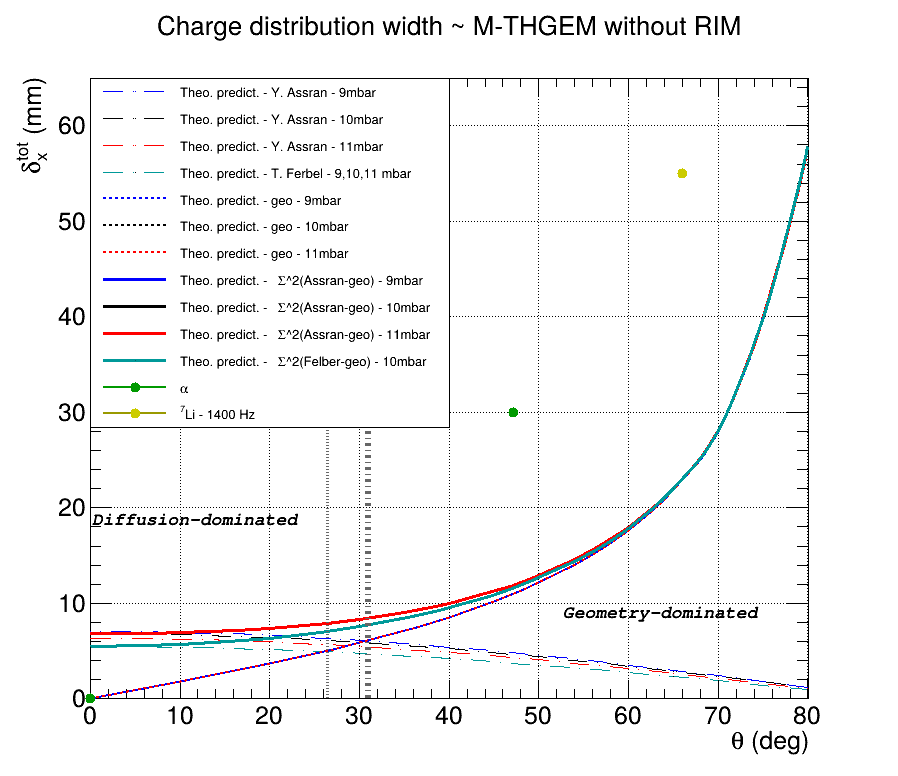 Charge distribution width ~ M-THGEM without RIM
δ_x^tot (mm)
60
50
40
30
20
10
0
Theo. predict. - Y. Assran - 9mbar
Theo. predict. - Y. Assran - 10mbar
Theo. predict. - Y. Assran - 11mbar
Theo. predict. - T. Ferbel - 9,10,11 mbar
Theo. predict. - geo - 9mbar
Theo. predict. - geo - 10mbar
Theo. predict. - geo - 11mbar
Theo. predict. - Σ^2(Assran-geo) - 9mbar
Theo. predict. - Σ^2(Assran-geo) - 10mbar
Theo. predict. - Σ^2(Assran-geo) - 11mbar
Theo. predict. - Σ^2(Felber-geo) - 10mbar
α
⁷Li - 1400 Hz
Diffusion-dominated
Geometry-dominated
0 10 20 30 40 50 60 70 80
θ (deg)